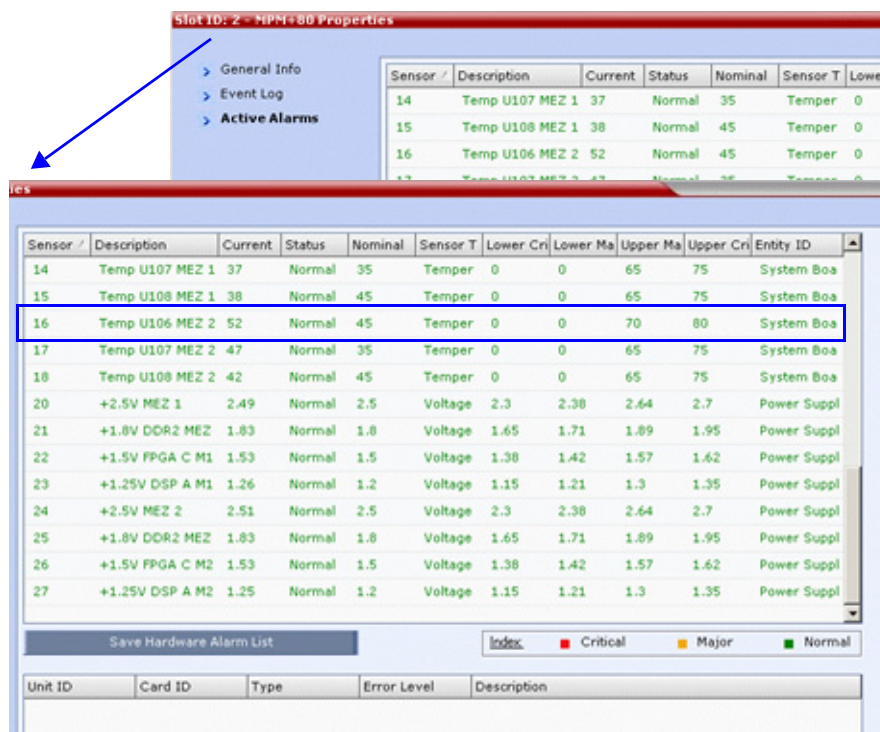 Slot ID: 2 - MPM+80 Properties
General Info
Event Log
Active Alarms
Sensor Description Current Status Nominal Sensor T Lowe
14 Temp U107 MEZ 1 37 Normal 35 Temper 0
15 Temp U108 MEZ 1 38 Normal 45 Temper 0
16 Temp U106 MEZ 2 52 Normal 45 Temper 0
17 Temp U107 MEZ 2 47 Normal 35 Temper 0
ies
Sensor Description Current Status Nominal Sensor T Lower Cri Lower Ma Upper Ma Upper Cri Entity ID
14 Temp U107 MEZ 1 37 Normal 35 Temper 0 0 65 75 System Boa
15 Temp U108 MEZ 1 38 Normal 45 Temper 0 0 65 75 System Boa
16 Temp U106 MEZ 2 52 Normal 45 Temper 0 0 70 80 System Boa
17 Temp U107 MEZ 2 47 Normal 35 Temper 0 0 65 75 System Boa
18 Temp U108 MEZ 2 42 Normal 45 Temper 0 0 65 75 System Boa
20 +2.5V MEZ 1 2.49 Normal 2.5 Voltage 2.3 2.38 2.64 2.7 Power Suppl
21 +1.8V DDR2 MEZ 1.83 Normal 1.8 Voltage 1.65 1.71 1.89 1.95 Power Suppl
22 +1.5V FPGA C M1 1.53 Normal 1.5 Voltage 1.38 1.42 1.57 1.62 Power Suppl
23 +1.25V DSP A M1 1.26 Normal 1.2 Voltage 1.15 1.21 1.3 1.35 Power Suppl
24 +2.5V MEZ 2 2.51 Normal 2.5 Voltage 2.3 2.38 2.64 2.7 Power Suppl
25 +1.8V DDR2 MEZ 1.83 Normal 1.8 Voltage 1.65 1.71 1.89 1.95 Power Suppl
26 +1.5V FPGA C M2 1.53 Normal 1.5 Voltage 1.38 1.42 1.57 1.62 Power Suppl
27 +1.25V DSP A M2 1.25 Normal 1.2 Voltage 1.15 1.21 1.3 1.35 Power Suppl
Save Hardware Alarm List Index Critical Major Normal
Unit ID Card ID Type Error Level Description